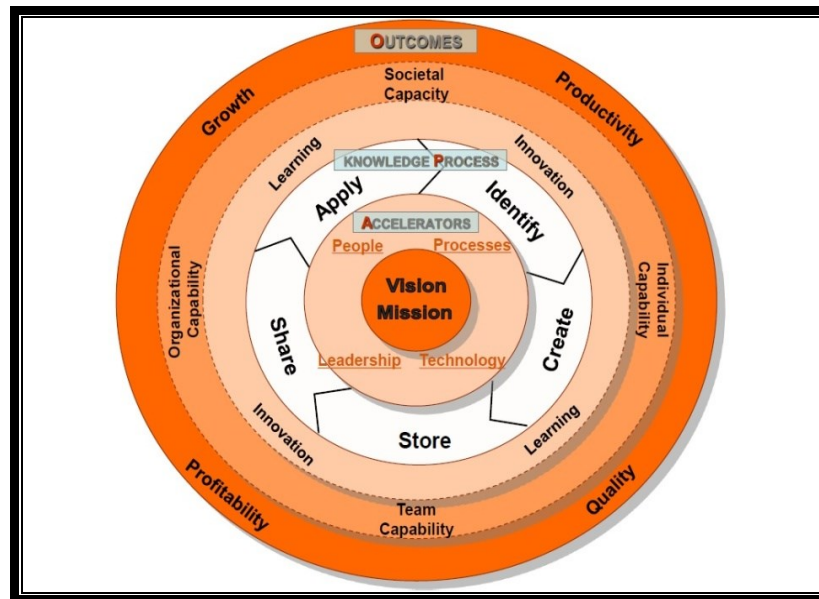 OUTCOMES
Societal
Capacity
Growth
Productivity
Learning
Innovation
KNOWLEDGE PROCESS
Apply
Identify
ACCELERATORS
People
Processes
Vision
Mission
Organizational
Capability
Individual
Capability
Share
Create
Leadership
Technology
Store
Innovation
Learning
Profitability
Quality
Team
Capability